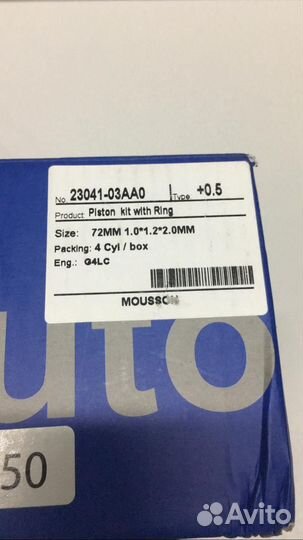 No. 23041-03AA0 Type +0.5
Product: Piston kit with Ring
Size: 72MM 1.0*1.2*2.0MM
Packing: 4 Cyl / box
Eng.: G4LC
MOUSSON
uto
50
Avito